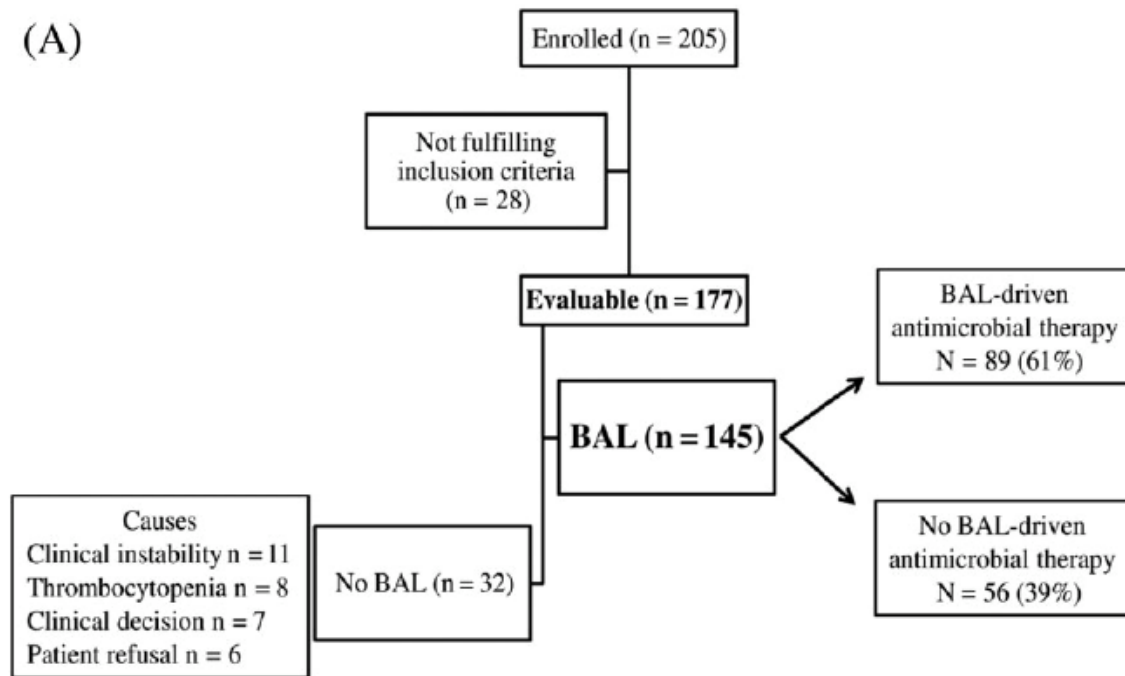 (A)
Enrolled (n = 205)
Not fulfilling
inclusion criteria
(n = 28)
Evaluable (n = 177)
BAL-driven
antimicrobial therapy
N = 89 (61%)
BAL (n = 145)
No BAL-driven
antimicrobial therapy
N = 56 (39%)
No BAL (n = 32)
Causes
Clinical instability n = 11
Thrombocytopenia n = 8
Clinical decision n = 7
Patient refusal n = 6